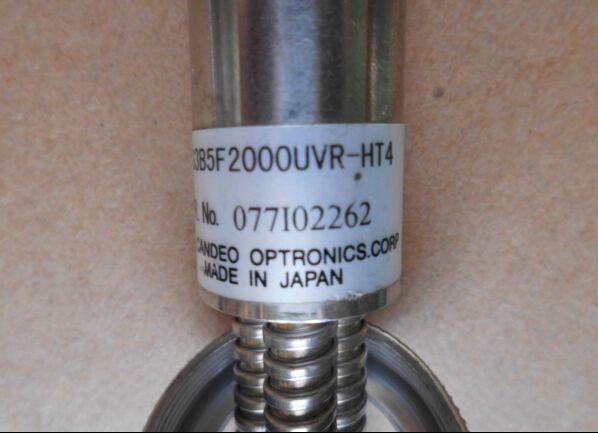 3B5F2000UVR-HT4
No. 077I02262
CANDEO OPTRONICS.CORP
MADE IN JAPAN